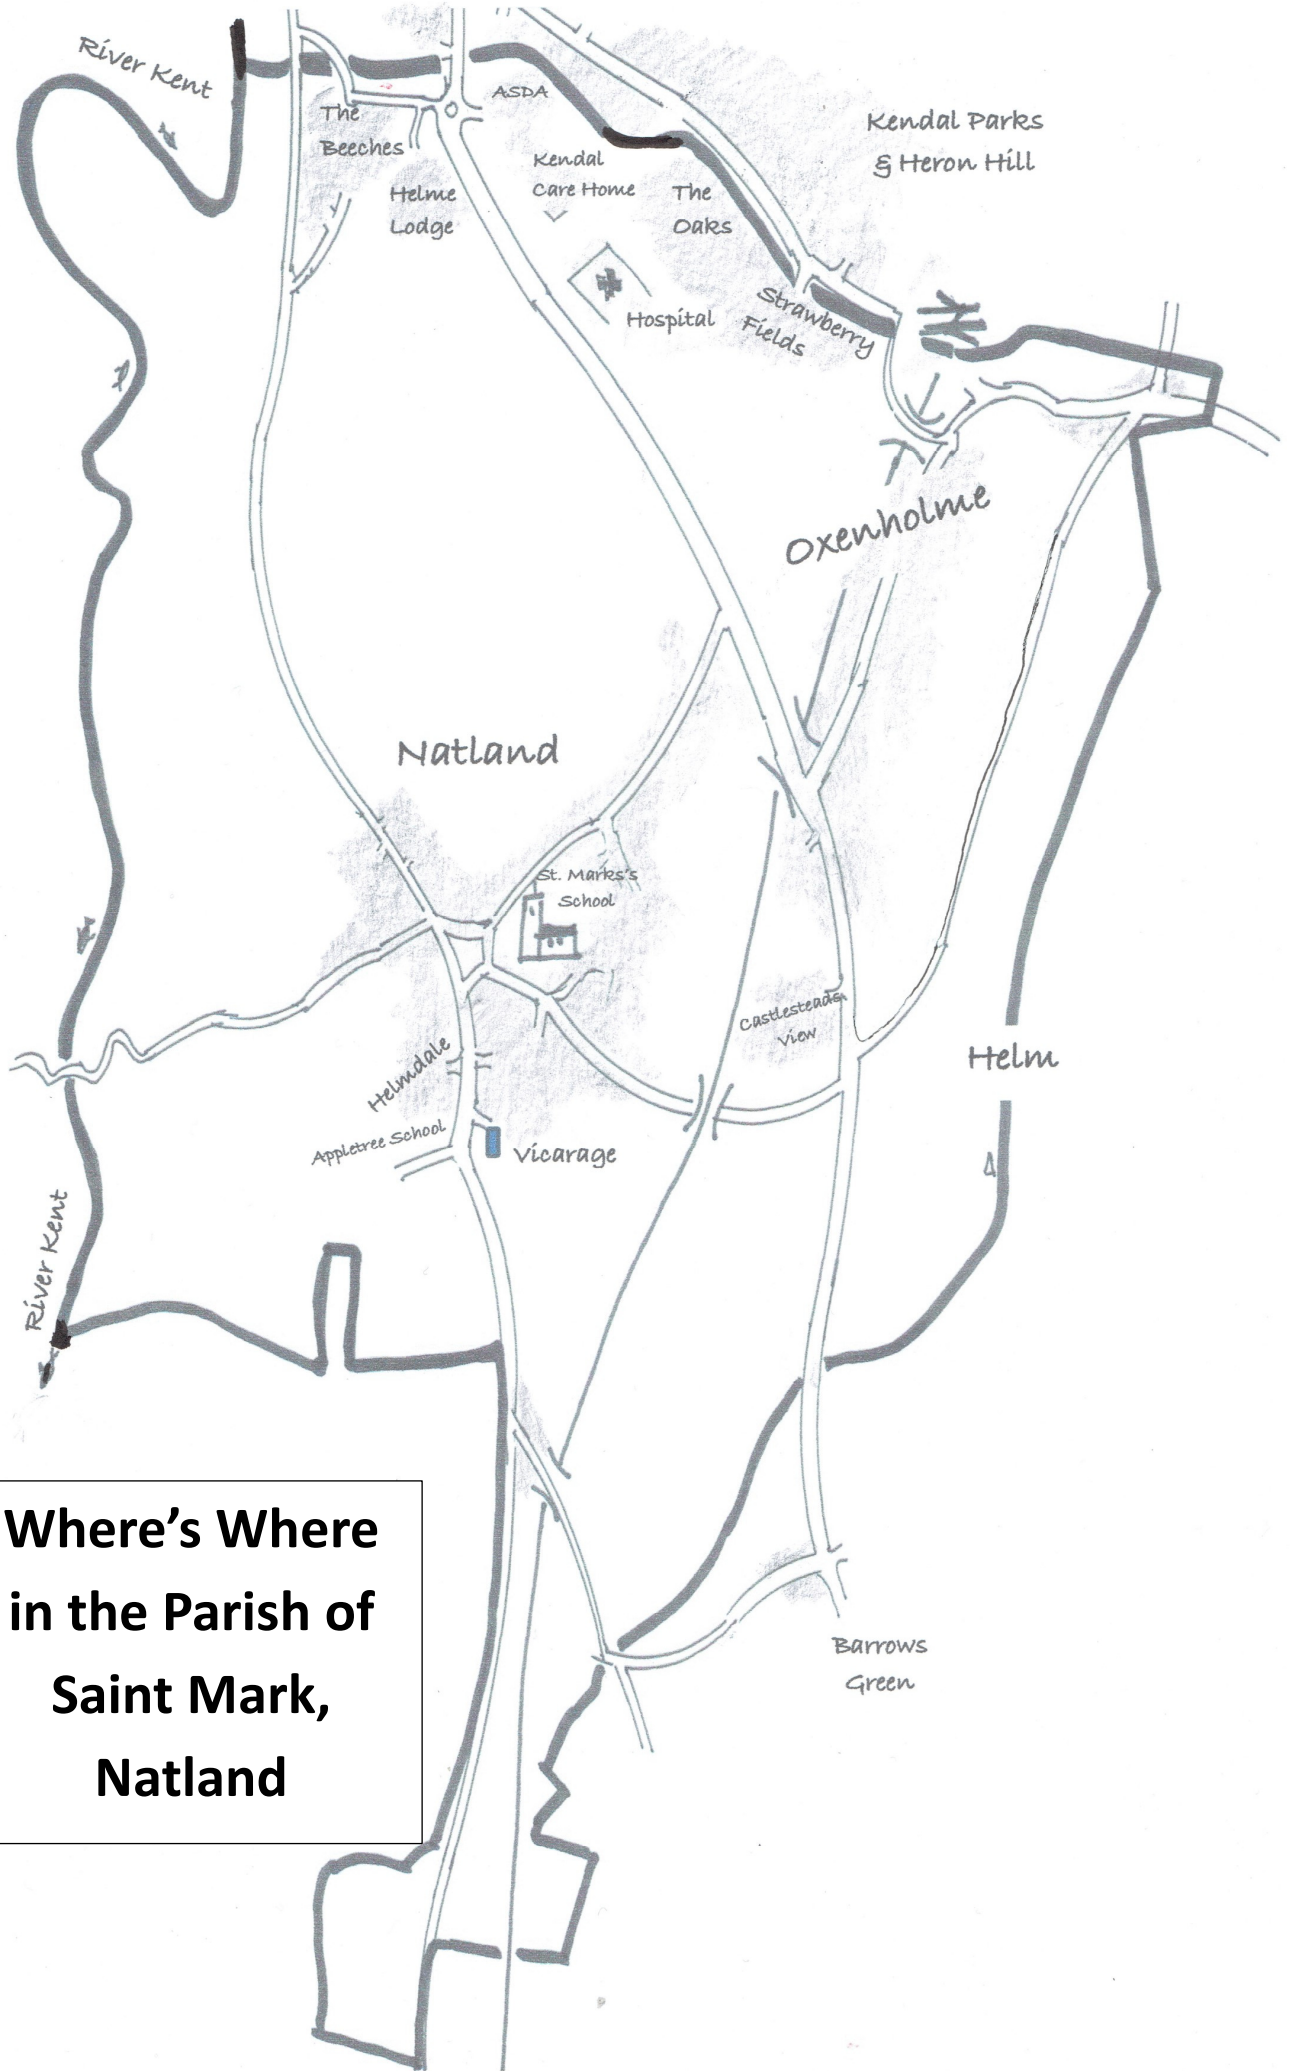 River Kent
ASDA
The
Beeches
Kendal Parks
& Heron Hill
Kendal
Care Home
Helme
Lodge
The
Oaks
Hospital
Strawberry
Fields
Oxenholme
Natland
St. Marks's
School
Castlesteads
View
Helm
Helmdale
Appletree School
Vicarage
River Kent
Where's Where
in the Parish of
Saint Mark,
Natland
Barrows
Green